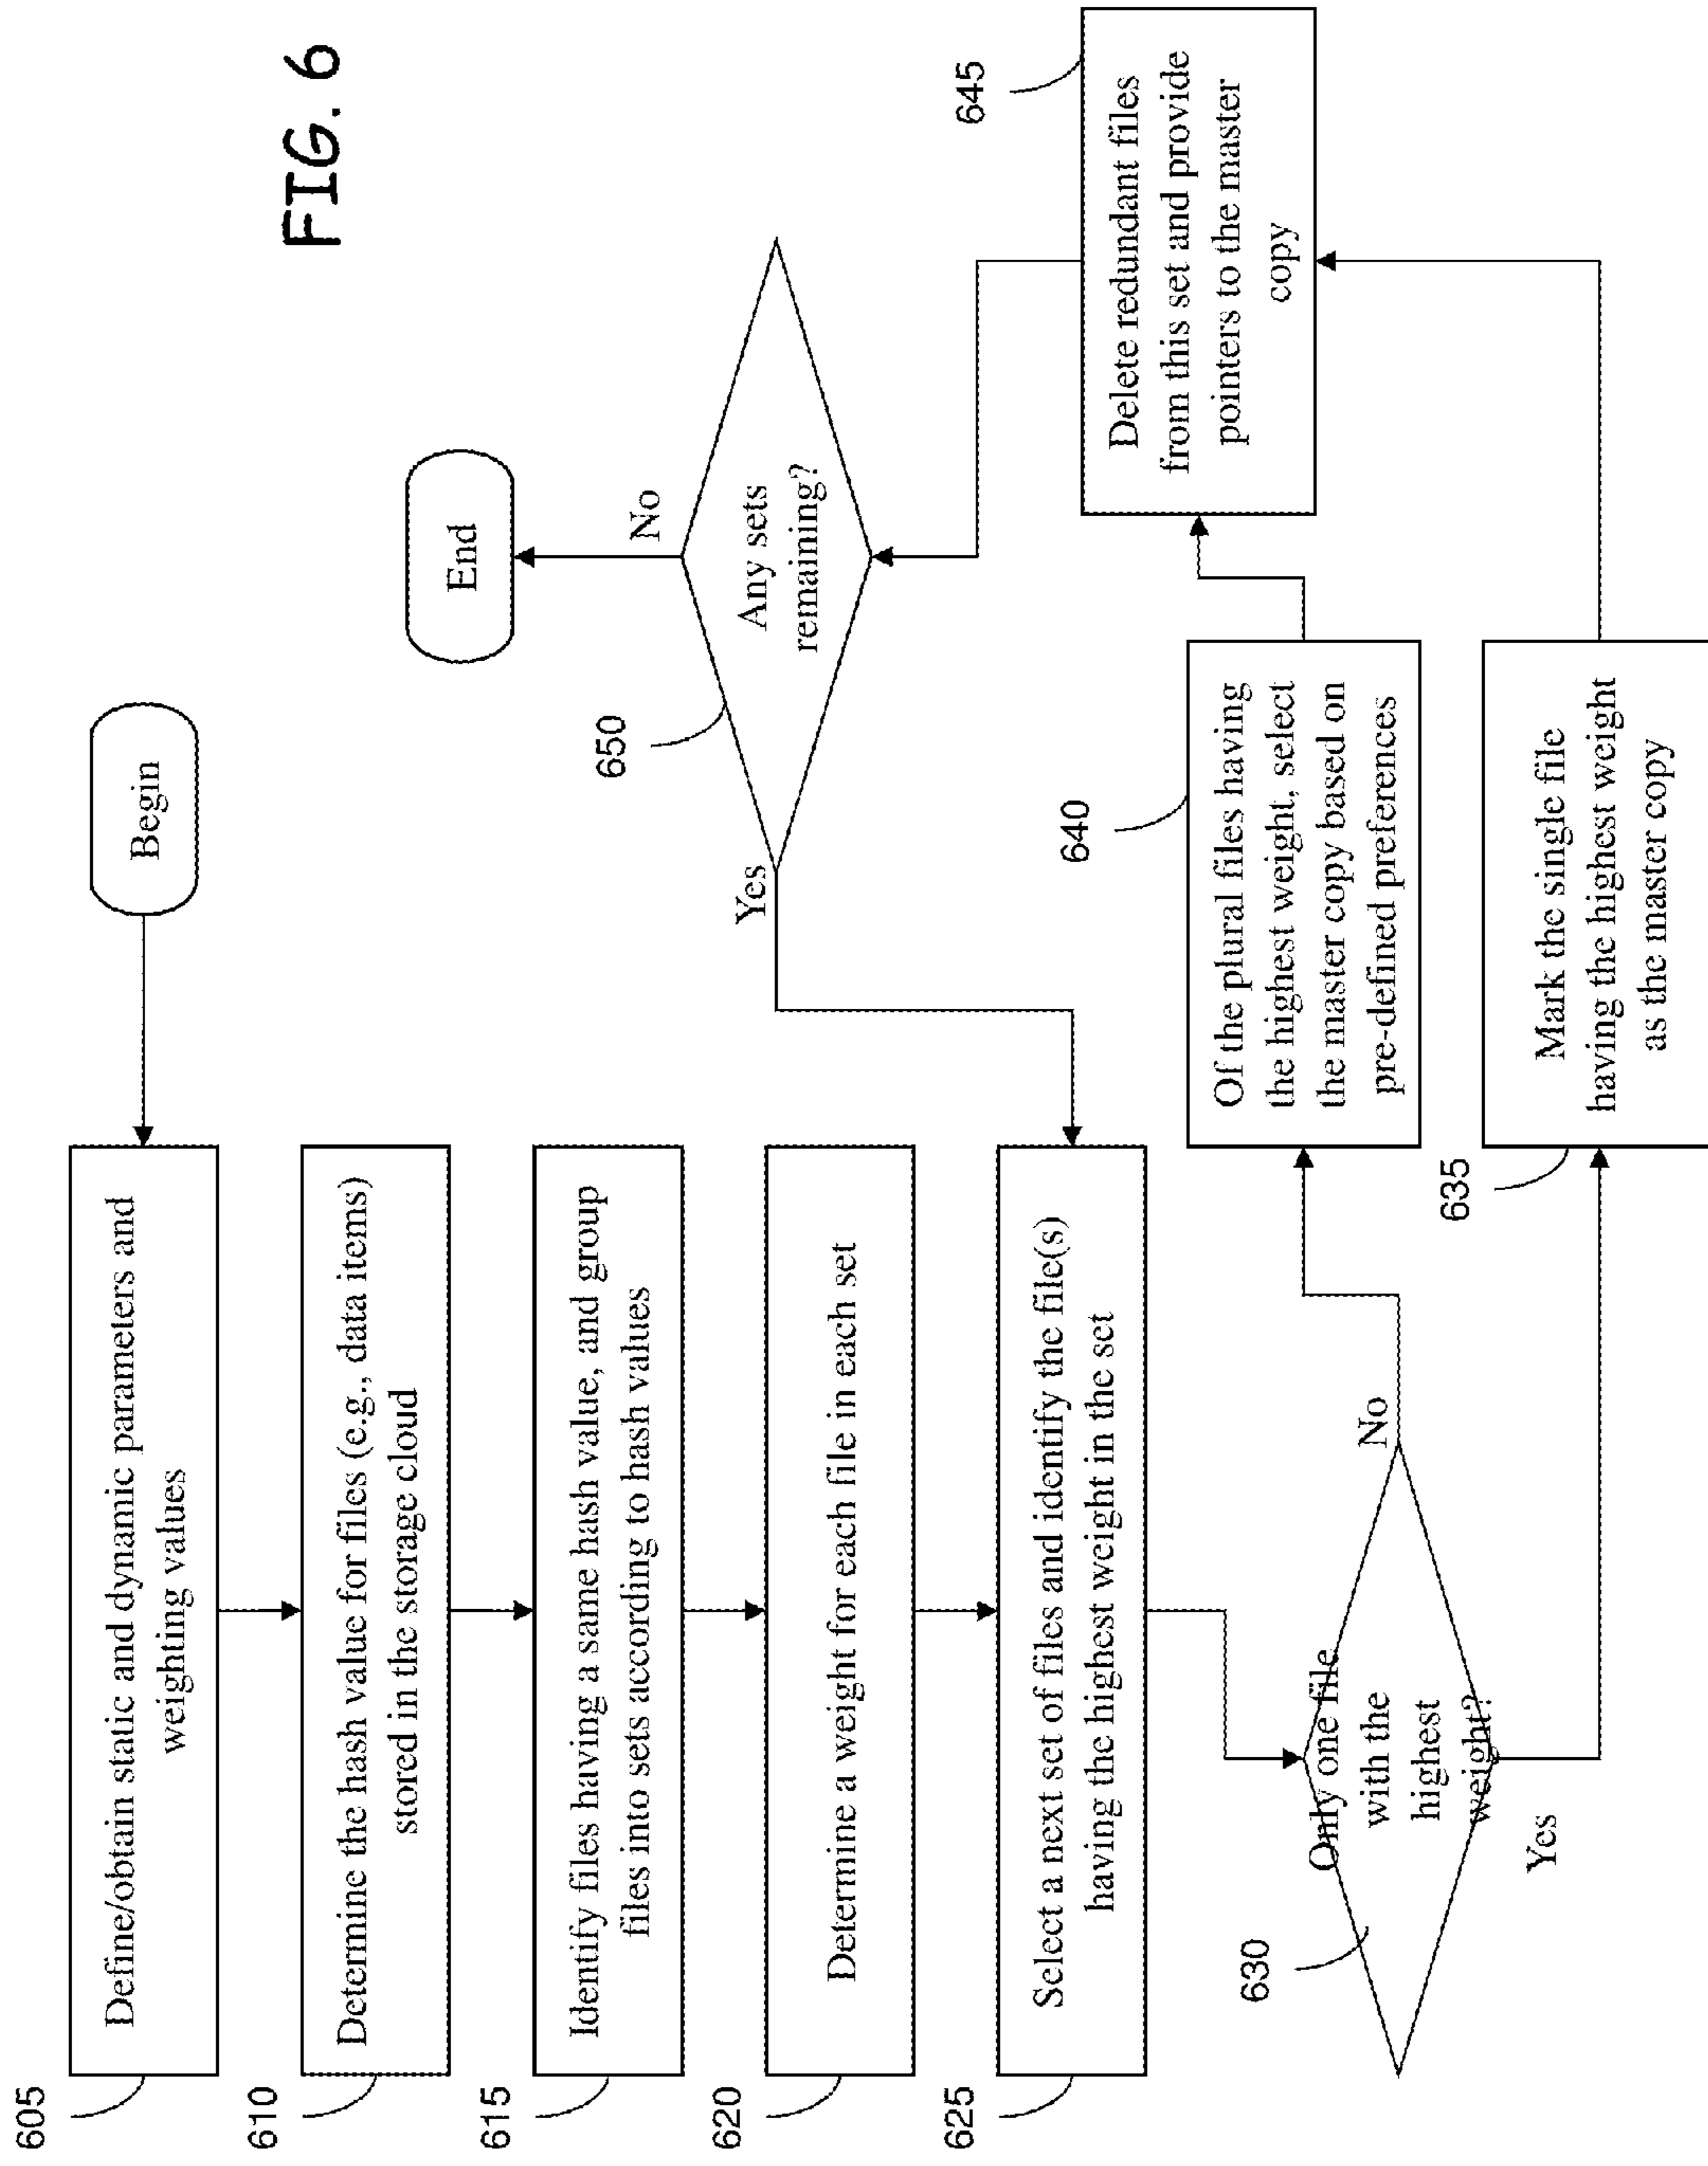 FIG. 6
Begin
605
Define/obtain static and dynamic parameters and
weighting values
610
Determine the hash value for files (e.g., data items)
stored in the storage cloud
615
Identify files having a same hash value, and group
files into sets according to hash values
620
Determine a weight for each file in each set
625
Select a next set of files and identify the file(s)
having the highest weight in the set
630
Only one file
with the
highest
weight?
No
Yes
640
Of the plural files having
the highest weight, select
the master copy based on
pre-defined preferences
635
Mark the single file
having the highest weight
as the master copy
645
Delete redundant files
from this set and provide
pointers to the master
copy
650
Any sets
remaining?
Yes
No
End